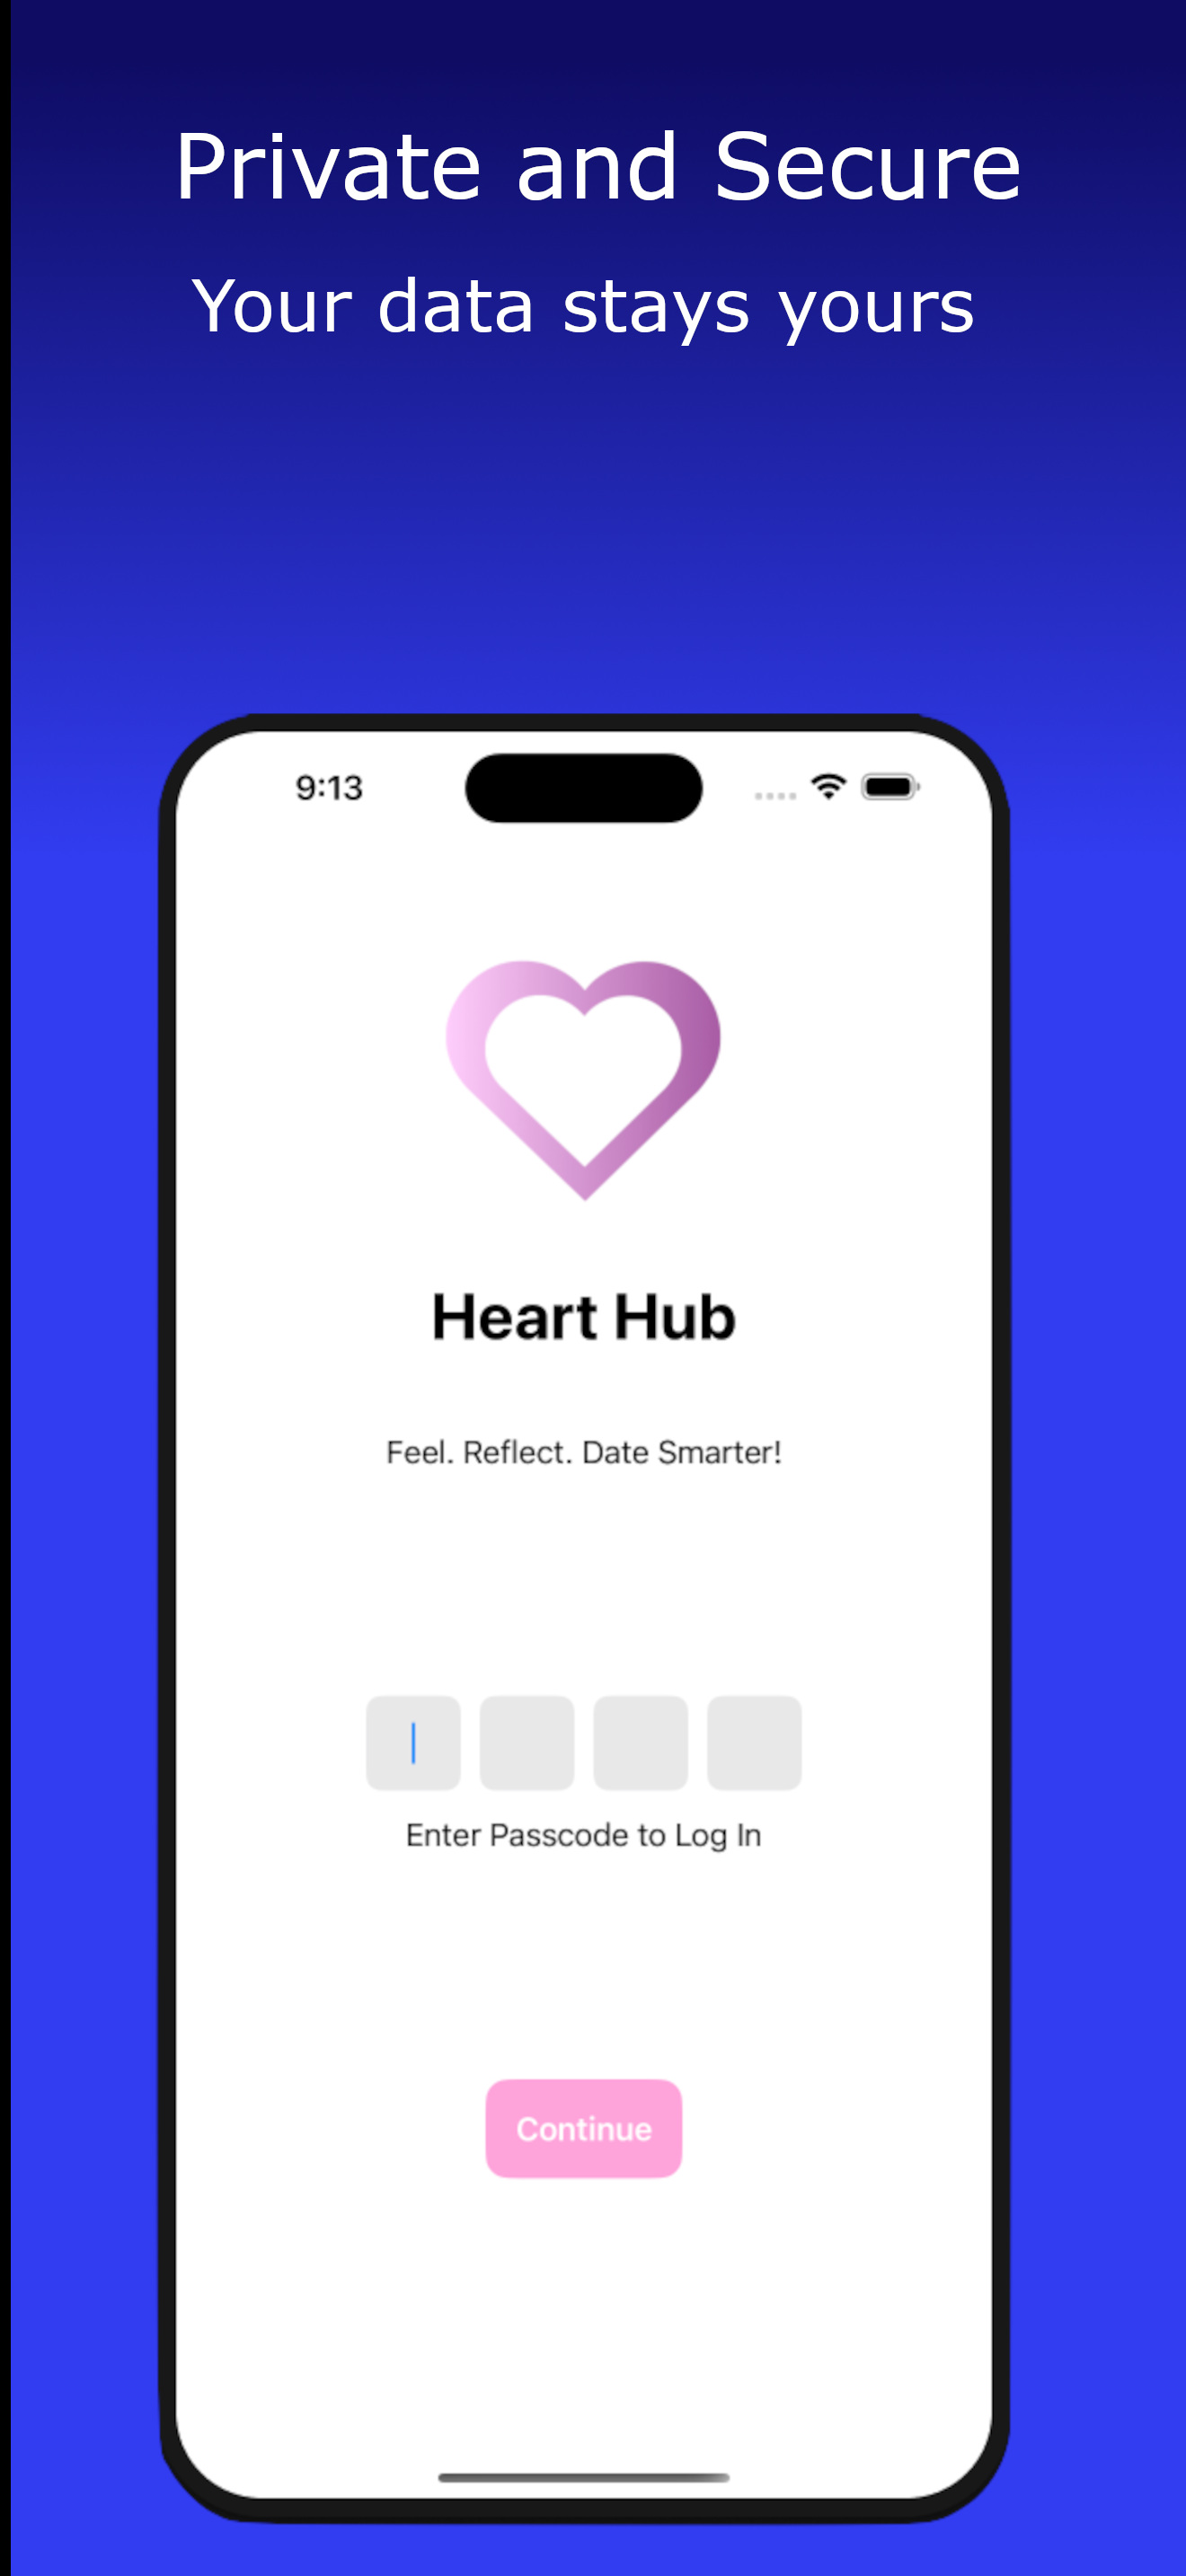 Private and Secure
Your data stays yours
9:13
Heart Hub
Feel. Reflect. Date Smarter!
Enter Passcode to Log In
Continue